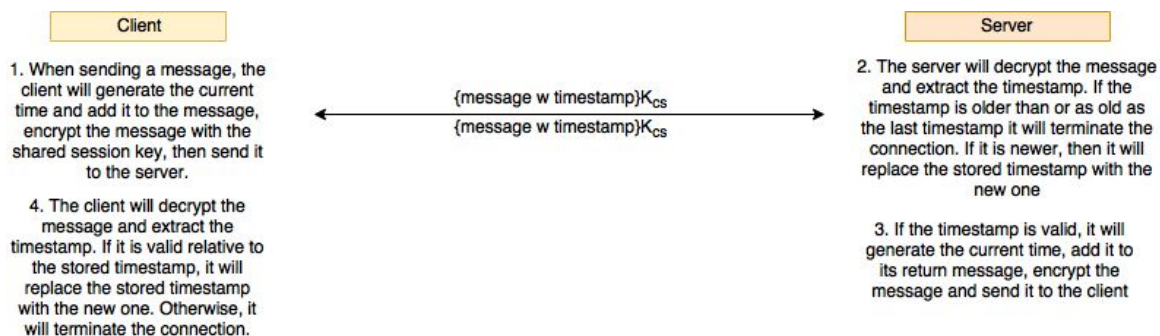 Client
1. When sending a message, the
client will generate the current
time and add it to the message,
encrypt the message with the
shared session key, then send it
to the server.
4. The client will decrypt the
message and extract the
timestamp. If it is valid relative to
the stored timestamp, it will
replace the stored timestamp
with the new one. Otherwise, it
will terminate the connection.
{message w timestamp}Kcs
{message w timestamp}Kcs
Server
2. The server will decrypt the message
and extract the timestamp. If the
timestamp is older than or as old as
the last timestamp it will terminate the
connection. If it is newer, then it will
replace the stored timestamp with the
new one
3. If the timestamp is valid, it will
generate the current time, add it to
its return message, encrypt the
message and send it to the client